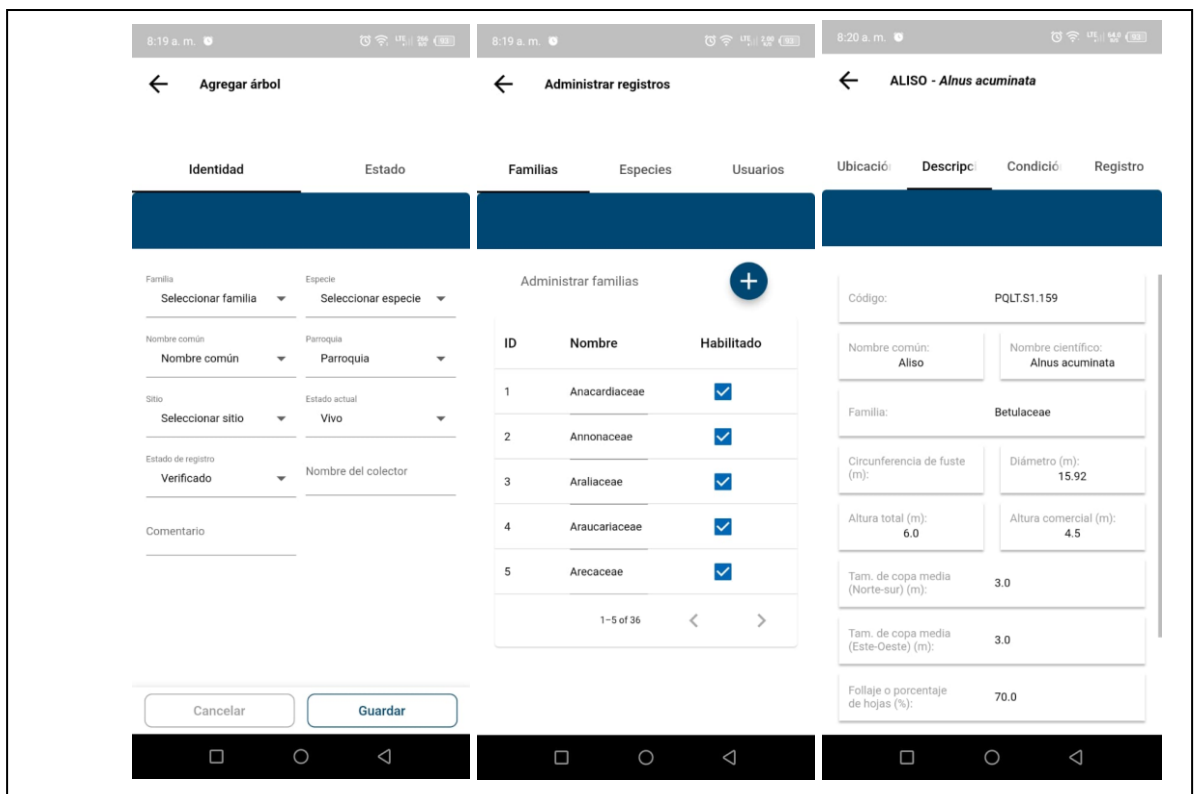 8:19 a. m.
Agregar árbol
Identidad Estado
Familia Especie
Seleccionar familia Seleccionar especie
Nombre común Parroquia
Nombre común Parroquia
Sitio Estado actual
Seleccionar sitio Vivo
Estado de registro
Verificado Nombre del colector
Comentario
Cancelar Guardar
8:19 a. m.
Administrar registros
Familias Especies Usuarios
Administrar familias
ID Nombre Habilitado
1 Anacardiaceae
2 Annonaceae
3 Araliaceae
4 Araucariaceae
5 Arecaceae
1–5 of 36
8:20 a. m.
ALISO - Alnus acuminata
Ubicació Descripc Condició Registro
Código: PQLT.S1.159
Nombre común: Nombre científico:
Aliso Alnus acuminata
Familia: Betulaceae
Circunferencia de fuste Diámetro (m):
(m): 15.92
Altura total (m): Altura comercial (m):
6.0 4.5
Tam. de copa media
(Norte-sur) (m): 3.0
Tam. de copa media
(Este-Oeste) (m): 3.0
Follaje o porcentaje
de hojas (%): 70.0